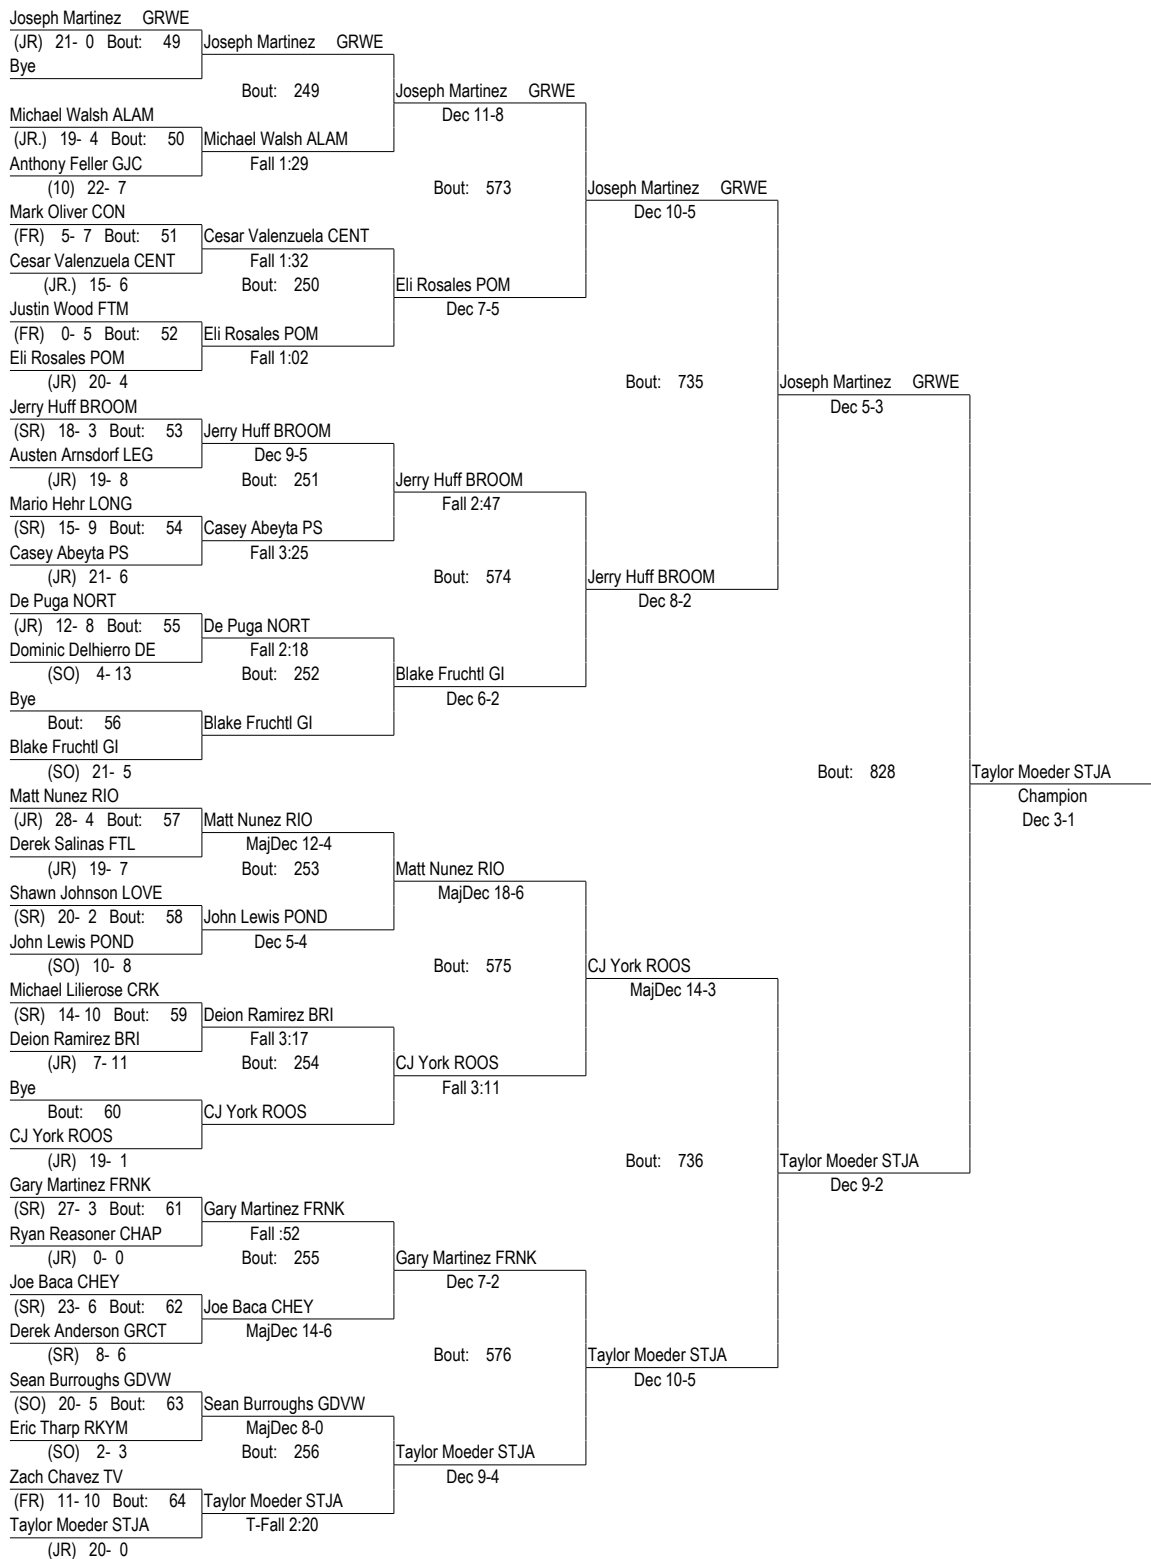 Joseph Martinez GRWE
(JR) 21- 0 Bout: 49 Joseph Martinez GRWE
Bye
Bout: 249 Joseph Martinez GRWE
Michael Walsh ALAM Dec 11-8
(JR.) 19- 4 Bout: 50 Michael Walsh ALAM
Anthony Feller GJC Fall 1:29
(10) 22- 7 Bout: 573 Joseph Martinez GRWE
Mark Oliver CON Dec 10-5
(FR) 5- 7 Bout: 51 Cesar Valenzuela CENT
Cesar Valenzuela CENT Fall 1:32
(JR.) 15- 6 Bout: 250 Eli Rosales POM
Justin Wood FTM Dec 7-5
(FR) 0- 5 Bout: 52 Eli Rosales POM
Eli Rosales POM Fall 1:02
(JR) 20- 4 Bout: 735 Joseph Martinez GRWE
Jerry Huff BROOM Dec 5-3
(SR) 18- 3 Bout: 53 Jerry Huff BROOM
Austen Arnsdorf LEG Dec 9-5
(JR) 19- 8 Bout: 251 Jerry Huff BROOM
Mario Hehr LONG Fall 2:47
(SR) 15- 9 Bout: 54 Casey Abeyta PS
Casey Abeyta PS Fall 3:25
(JR) 21- 6 Bout: 574 Jerry Huff BROOM
De Puga NORT Dec 8-2
(JR) 12- 8 Bout: 55 De Puga NORT
Dominic Delhierro DE Fall 2:18
(SO) 4- 13 Bout: 252 Blake Fruchtl GI
Bye Dec 6-2
Bout: 56 Blake Fruchtl GI
Blake Fruchtl GI
(SO) 21- 5 Bout: 828 Taylor Moeder STJA
Matt Nunez RIO Champion
(JR) 28- 4 Bout: 57 Matt Nunez RIO Dec 3-1
Derek Salinas FTL MajDec 12-4
(JR) 19- 7 Bout: 253 Matt Nunez RIO
Shawn Johnson LOVE MajDec 18-6
(SR) 20- 2 Bout: 58 John Lewis POND
John Lewis POND Dec 5-4
(SO) 10- 8 Bout: 575 CJ York ROOS
Michael Lilierose CRK MajDec 14-3
(SR) 14- 10 Bout: 59 Deion Ramirez BRI
Deion Ramirez BRI Fall 3:17
(JR) 7- 11 Bout: 254 CJ York ROOS
Bye Fall 3:11
Bout: 60 CJ York ROOS
CJ York ROOS
(JR) 19- 1 Bout: 736 Taylor Moeder STJA
Gary Martinez FRNK Dec 9-2
(SR) 27- 3 Bout: 61 Gary Martinez FRNK
Ryan Reasoner CHAP Fall :52
(JR) 0- 0 Bout: 255 Gary Martinez FRNK
Joe Baca CHEY Dec 7-2
(SR) 23- 6 Bout: 62 Joe Baca CHEY
Derek Anderson GRCT MajDec 14-6
(SR) 8- 6 Bout: 576 Taylor Moeder STJA
Sean Burroughs GDVW Dec 10-5
(SO) 20- 5 Bout: 63 Sean Burroughs GDVW
Eric Tharp RKYM MajDec 8-0
(SO) 2- 3 Bout: 256 Taylor Moeder STJA
Zach Chavez TV Dec 9-4
(FR) 11- 10 Bout: 64 Taylor Moeder STJA
Taylor Moeder STJA T-Fall 2:20
(JR) 20- 0